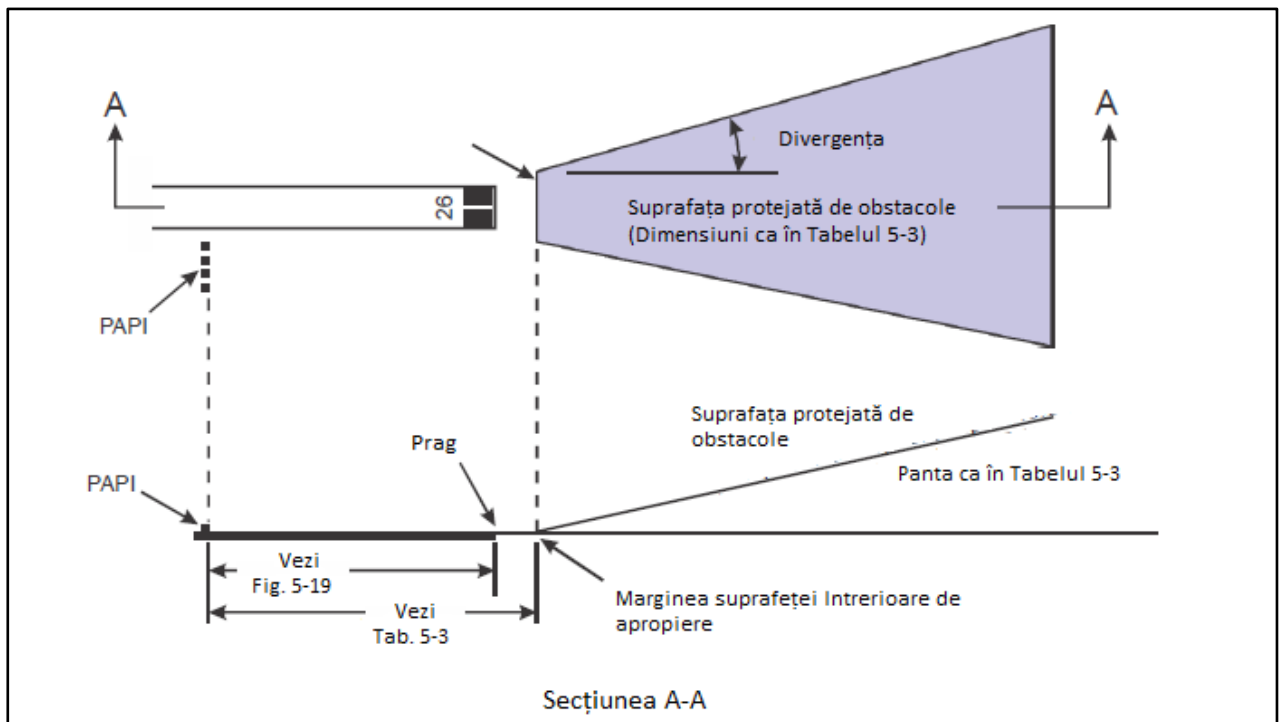 A
A
Divergența
26
Suprafața protejată de obstacole
(Dimensiuni ca în Tabelul 5-3)
PAPI
Suprafața protejată de
obstacole
Prag
Panta ca în Tabelul 5-3
PAPI
Vezi
Fig. 5-19
Marginea suprafeței Intrerioare de
apropiere
Vezi
Tab. 5-3
Secțiunea A-A